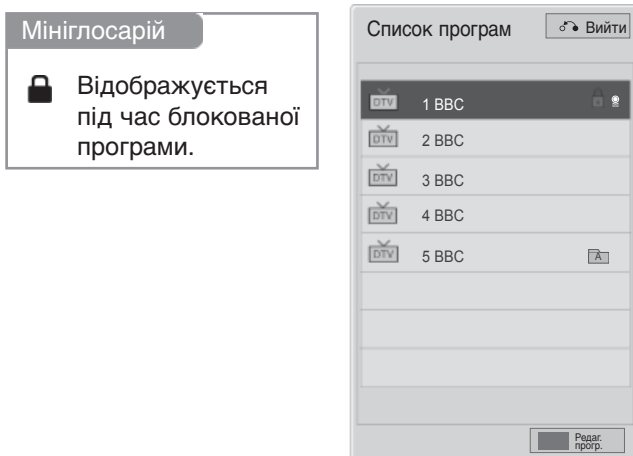 Мініглосарій
Відображується
під час блокованої
програми.
Список програм
Вийти
DTV 1 BBC
DTV 2 BBC
DTV 3 BBC
DTV 4 BBC
DTV 5 BBC A
Редаг.
прогр.